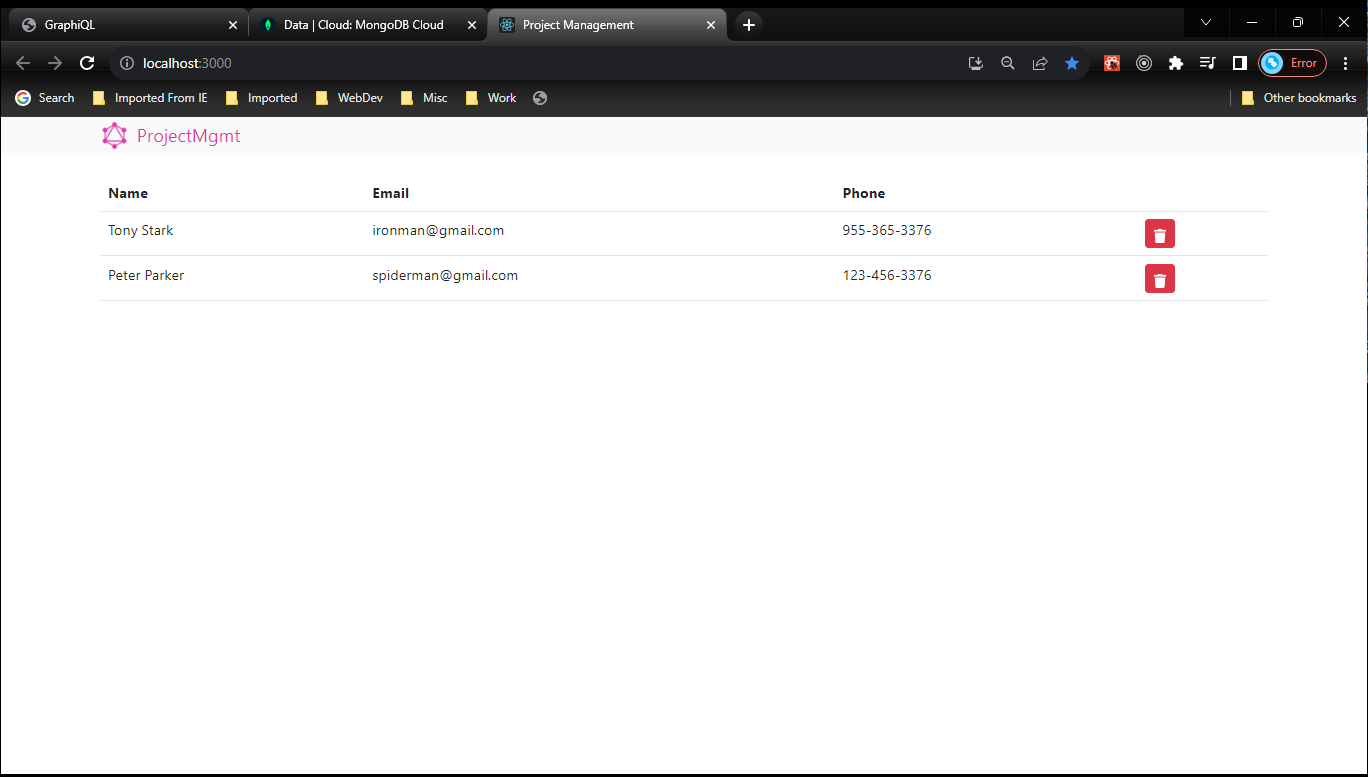 GraphiQL Data | Cloud: MongoDB Cloud Project Management
localhost:3000 Error
Search Imported From IE Imported WebDev Misc Work Other bookmarks
ProjectMgmt
Name Email Phone
Tony Stark ironman@gmail.com 955-365-3376
Peter Parker spiderman@gmail.com 123-456-3376